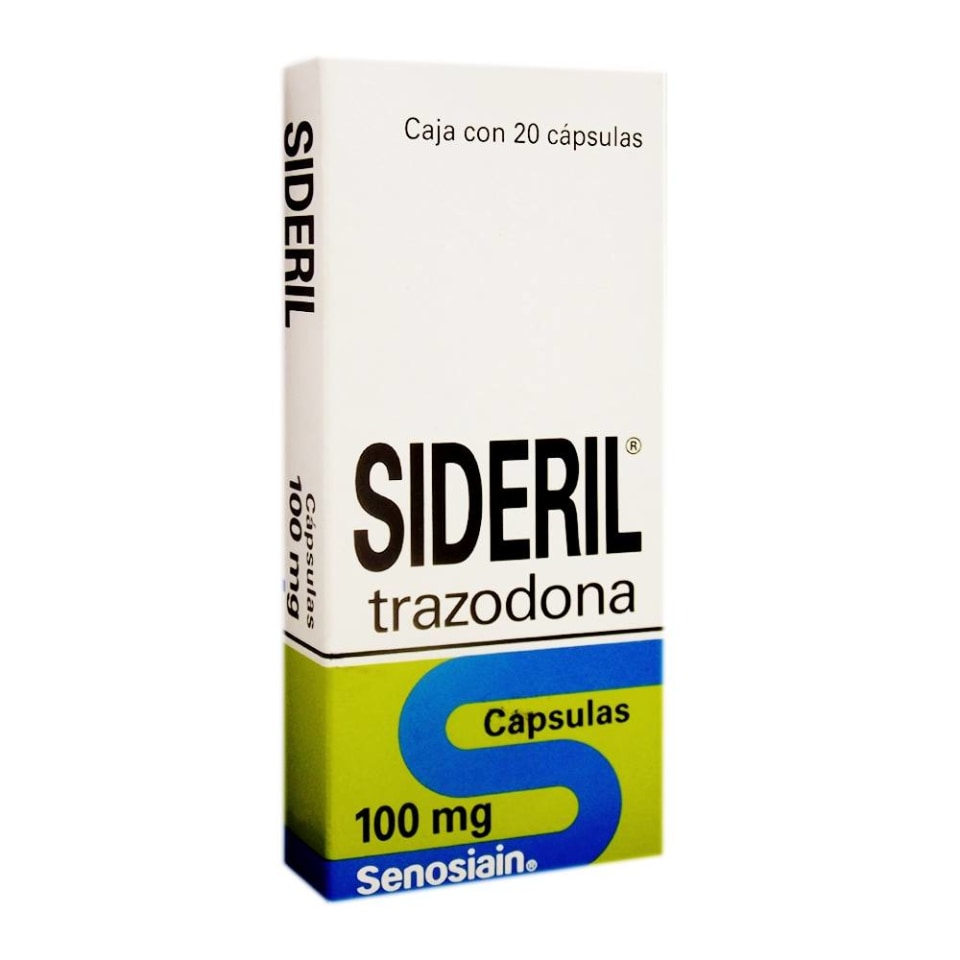 Caja con 20 cápsulas
SIDERIL®
trazodona
Cápsulas
100 mg
Senosiain®
SIDERIL
Cápsulas
100 mg